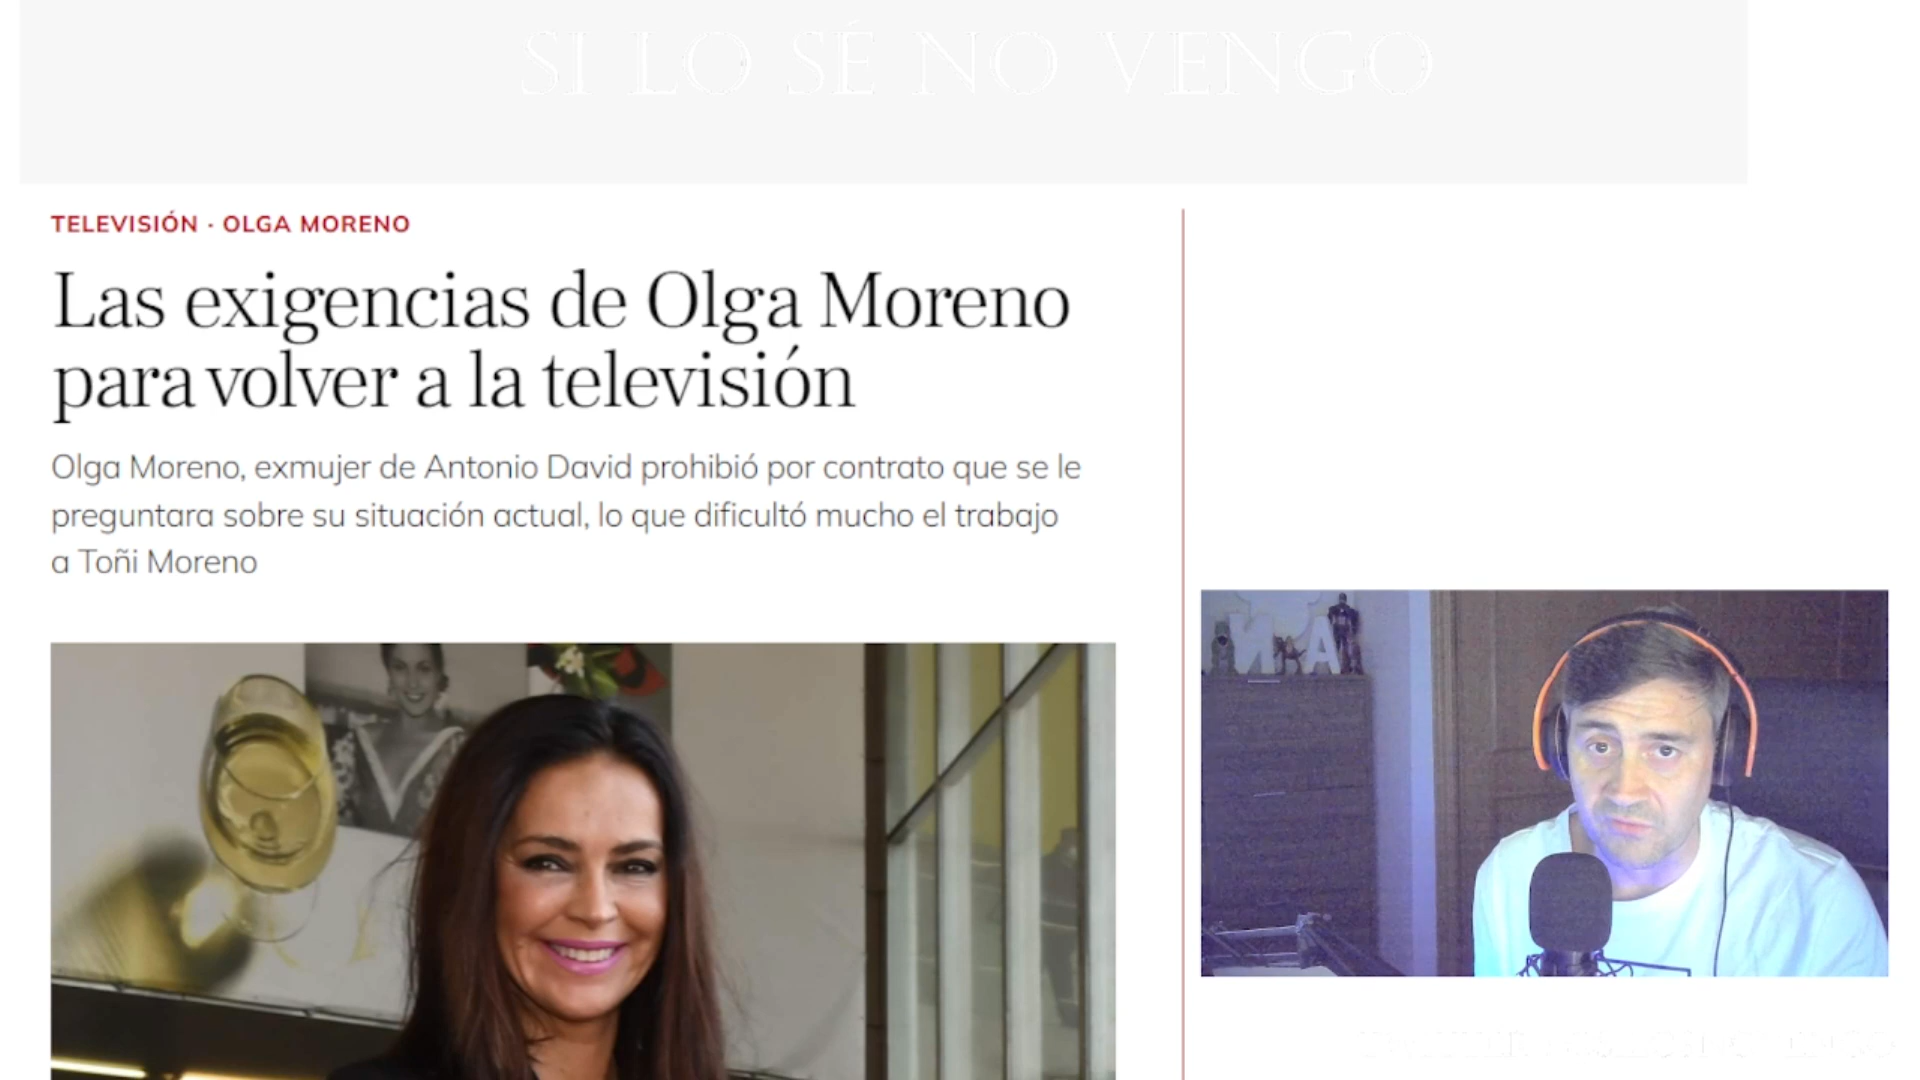 SI LO SÉ NO VENGO
TELEVISIÓN · OLGA MORENO
Las exigencias de Olga Moreno
para volver a la televisión
Olga Moreno, exmujer de Antonio David prohibió por contrato que se le
preguntara sobre su situación actual, lo que dificultó mucho el trabajo
a Toñi Moreno